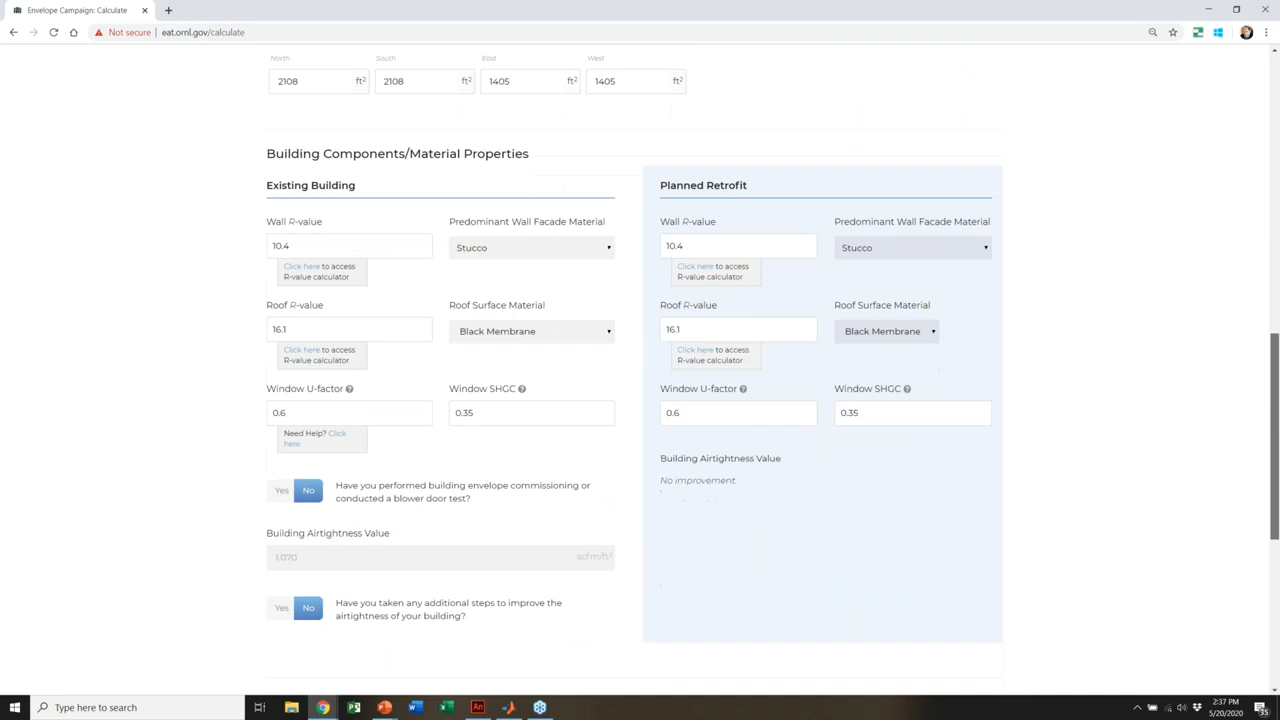 Envelope Campaign: Calculate
Not secure | eat.ornl.gov/calculate
North South East West
2108 ft² 2108 ft² 1405 ft² 1405 ft²
Building Components/Material Properties
Existing Building
Wall R-value Predominant Wall Facade Material
10.4 Stucco
Click here to access
R-value calculator
Roof R-value Roof Surface Material
16.1 Black Membrane
Click here to access
R-value calculator
Window U-factor Window SHGC
0.6 0.35
Need Help? Click
here
Yes No Have you performed building envelope commissioning or
conducted a blower door test?
Building Airtightness Value
1.070 scfm/ft²
Yes No Have you taken any additional steps to improve the
airtightness of your building?
Planned Retrofit
Wall R-value Predominant Wall Facade Material
10.4 Stucco
Click here to access
R-value calculator
Roof R-value Roof Surface Material
16.1 Black Membrane
Click here to access
R-value calculator
Window U-factor Window SHGC
0.6 0.35
Building Airtightness Value
No improvement.
Type here to search
2:37 PM
5/20/2020
35